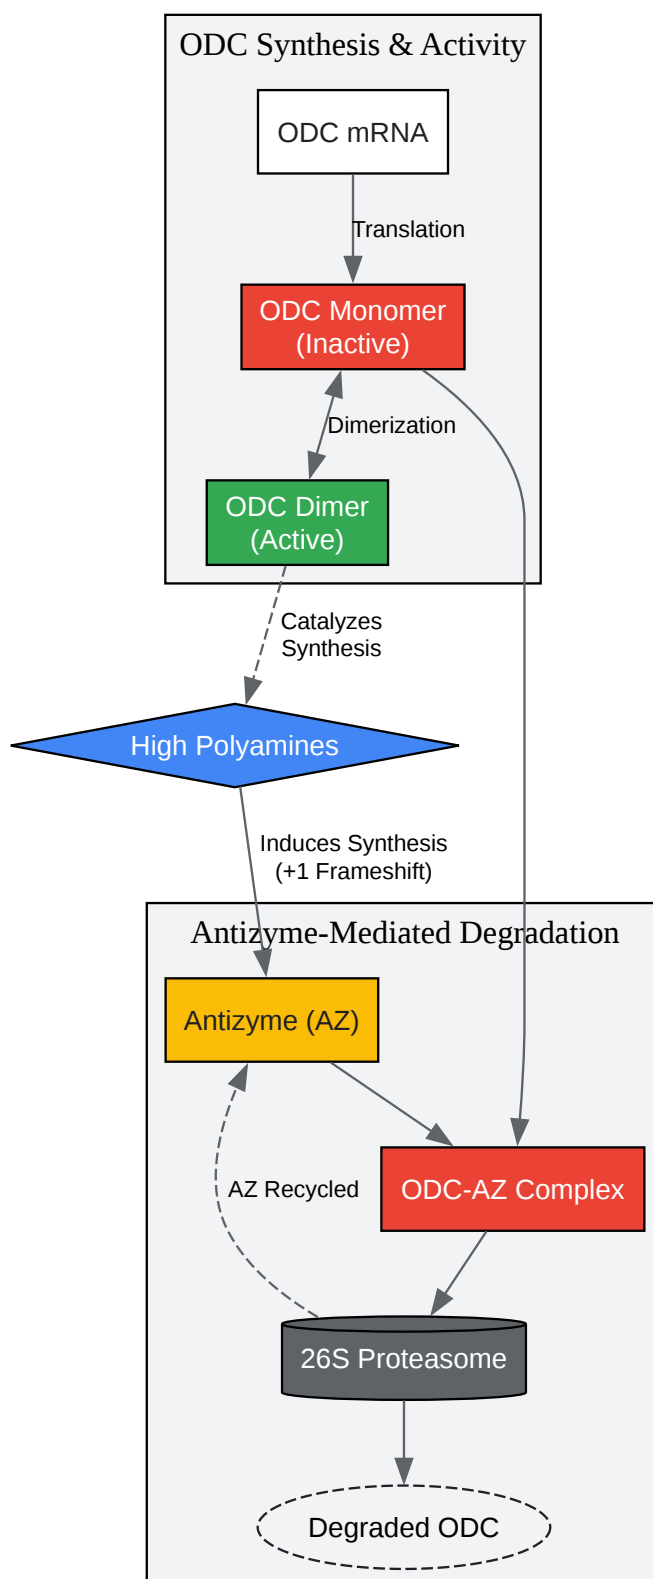 ODC Synthesis & Activity
ODC mRNA
Translation
ODC Monomer
(Inactive)
Dimerization
ODC Dimer
(Active)
Catalyzes
Synthesis
High Polyamines
Induces Synthesis
(+1 Frameshift)
Antizyme-Mediated Degradation
Antizyme (AZ)
ODC-AZ Complex
AZ Recycled
26S Proteasome
Degraded ODC